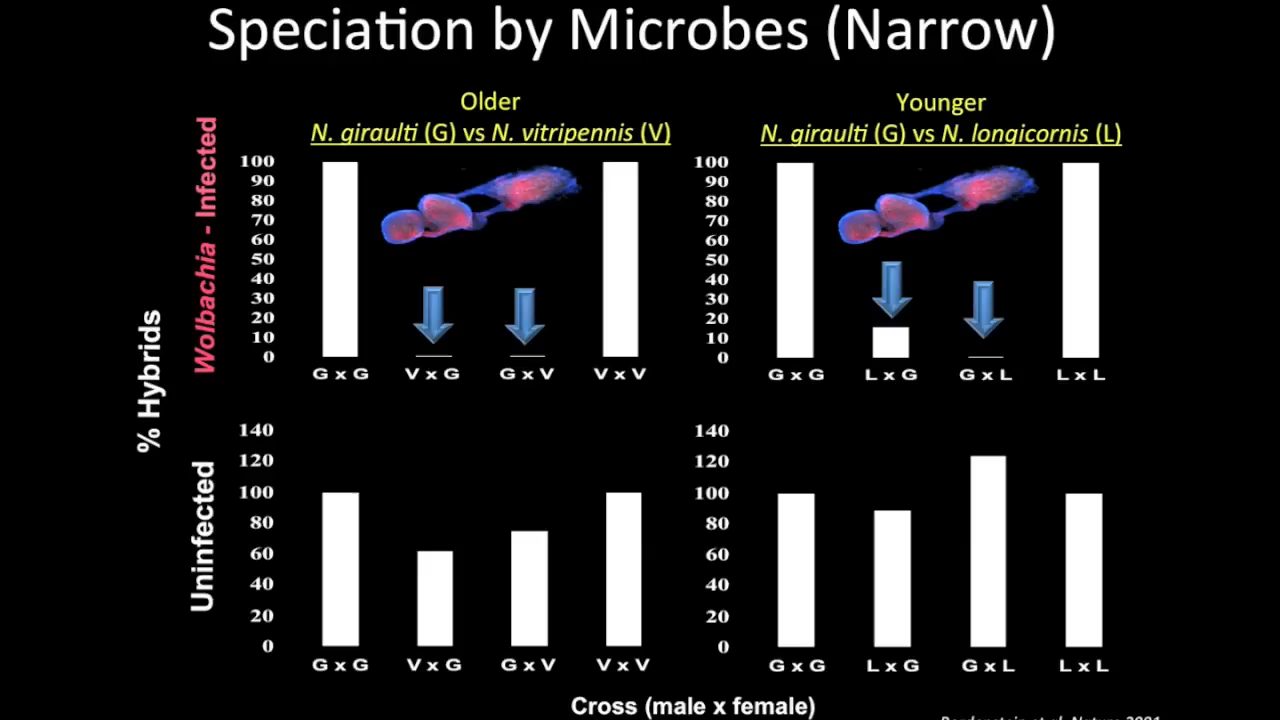 Speciation by Microbes (Narrow)
Older
N. giraulti (G) vs N. vitripennis (V)
Younger
N. giraulti (G) vs N. longicornis (L)
% Hybrids
Wolbachia - Infected
100
90
80
70
60
50
40
30
20
10
0
G x G V x G G x V V x V
100
90
80
70
60
50
40
30
20
10
0
G x G L x G G x L L x L
Uninfected
140
120
100
80
60
40
20
0
G x G V x G G x V V x V
140
120
100
80
60
40
20
0
G x G L x G G x L L x L
Cross (male x female)